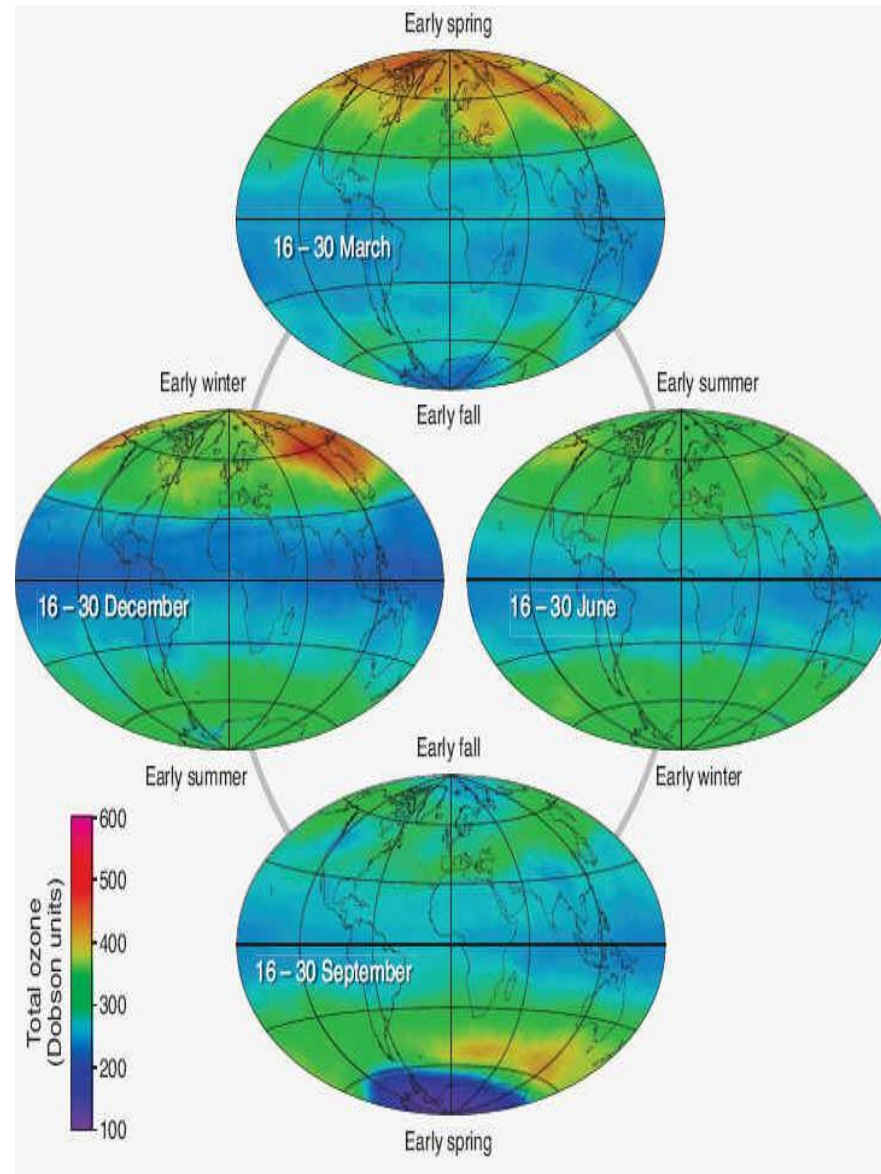 Early spring
16 – 30 March
Early fall
Early winter
16 – 30 December
Early summer
Early summer
16 – 30 June
Early winter
Early fall
16 – 30 September
Early spring
Total ozone
(Dobson units)
600
500
400
300
200
100